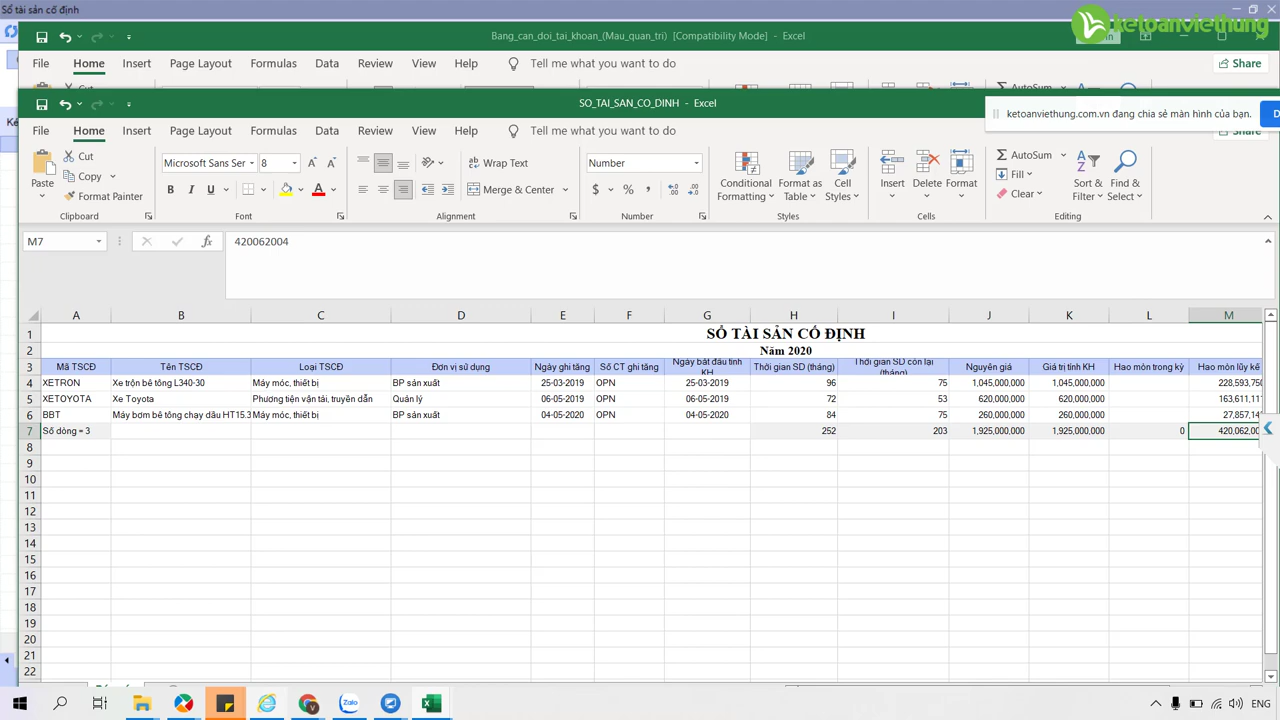 Sổ tài sản cố định
ketoanviethung
Bang_can_doi_tai_khoan_(Mau_quan_tri) [Compatibility Mode] - Excel
File Home Insert Page Layout Formulas Data Review View Help Tell me what you want to do Share
SO_TAI_SAN_CO_DINH - Excel
ketoanviethung.com.vn đang chia sẻ màn hình của bạn.
File Home Insert Page Layout Formulas Data Review View Help Tell me what you want to do Share
Cut
Copy
Format Painter
Paste
Microsoft Sans Ser 8
B I U
Wrap Text
Merge & Center
Number
$ % ,
Conditional Formatting
Format as Table
Cell Styles
Insert Delete Format
AutoSum
Fill
Clear
Sort & Filter
Find & Select
Clipboard Font Alignment Number Styles Cells Editing
M7 fx 420062004
A B C D E F G H I J K L M
1 SỔ TÀI SẢN CỐ ĐỊNH
2 Năm 2020
3 Mã TSCĐ Tên TSCĐ Loại TSCĐ Đơn vị sử dụng Ngày ghi tăng Số CT ghi tăng Ngày bắt đầu tính KH Thời gian SD (tháng) Thời gian SD còn lại (tháng) Nguyên giá Giá trị tính KH Hao mòn trong kỳ Hao mòn lũy kế
4 XETRON Xe trộn bê tông L340-30 Máy móc, thiết bị BP sản xuất 25-03-2019 OPN 25-03-2019 96 75 1,045,000,000 1,045,000,000 228,593,750
5 XETOYOTA Xe Toyota Phương tiện vận tải, truyền dẫn Quản lý 06-05-2019 OPN 06-05-2019 72 53 620,000,000 620,000,000 163,611,11
6 BBT Máy bơm bê tông chạy dầu HT15.3 Máy móc, thiết bị BP sản xuất 04-05-2020 OPN 04-05-2020 84 75 260,000,000 260,000,000 27,857,14
7 Số dòng = 3 252 203 1,925,000,000 1,925,000,000 0 420,062,00
8
9
10
11
12
13
14
15
16
17
18
19
20
21
22
Zalo
ENG